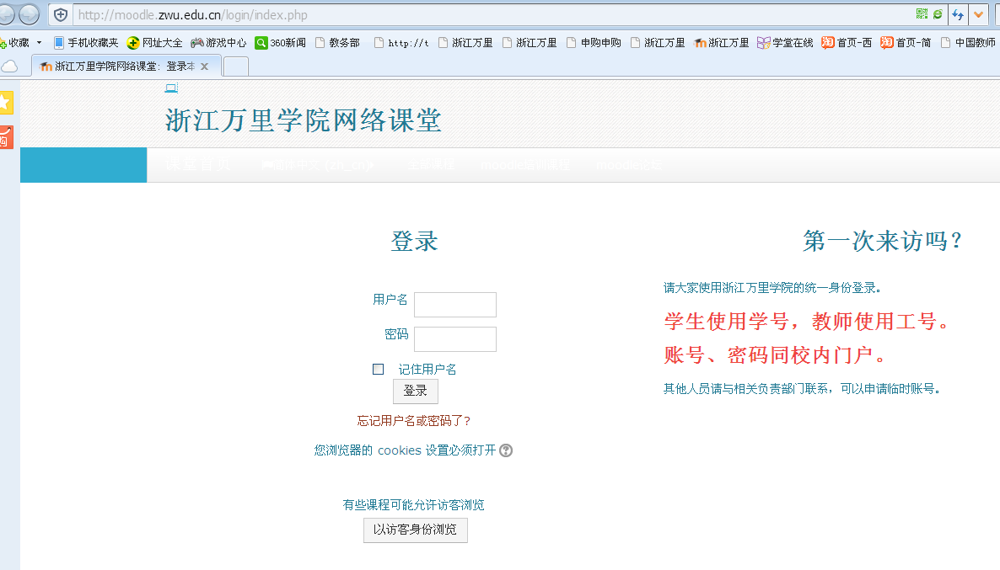 http://moodle.zwu.edu.cn/login/index.php
收藏 手机收藏夹 网址大全 游戏中心 360新闻 教务部 http://t 浙江万里 浙江万里 申购申购 浙江万里 浙江万里 学堂在线 淘 首页-西 淘 首页-简 中国教师
浙江万里学院网络课堂：登录本
购
浙江万里学院网络课堂
课堂首页 简体中文 (zh_cn) 全部课程 moodle培训课程 moodle论坛
登录
用户名
密码
记住用户名
登录
忘记用户名或密码了?
您浏览器的 cookies 设置必须打开 ?
有些课程可能允许访客浏览
以访客身份浏览
第一次来访吗?
请大家使用浙江万里学院的统一身份登录。
学生使用学号，教师使用工号。
账号、密码同校内门户。
其他人员请与相关负责部门联系，可以申请临时账号。